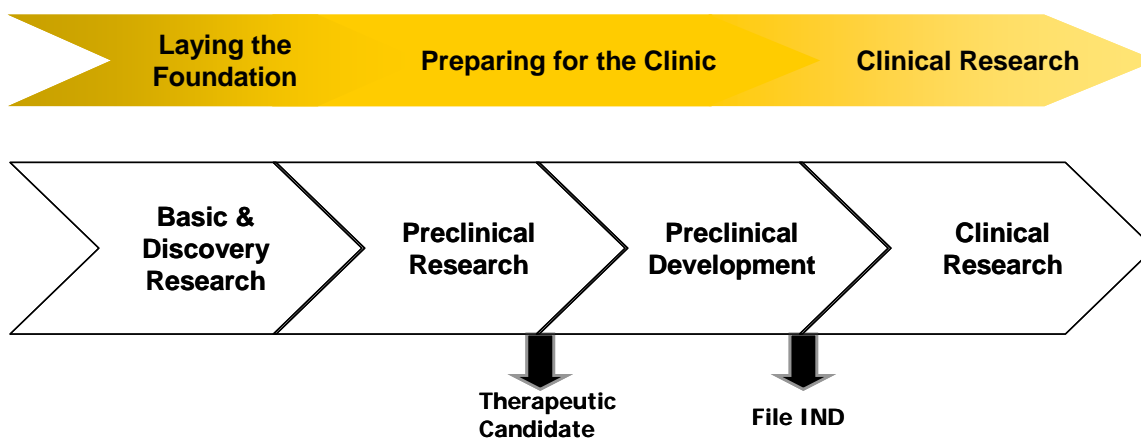 Laying the
Foundation
Preparing for the Clinic
Clinical Research
Basic &
Discovery
Research
Preclinical
Research
Preclinical
Development
Clinical
Research
Therapeutic
Candidate
File IND